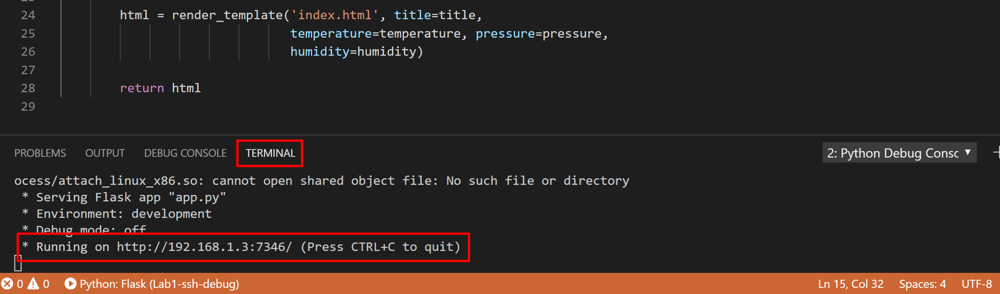 24 html = render_template('index.html', title=title,
25 temperature=temperature, pressure=pressure,
26 humidity=humidity)
27
28 return html
29
PROBLEMS OUTPUT DEBUG CONSOLE TERMINAL 2: Python Debug Consc
ocess/attach_linux_x86.so: cannot open shared object file: No such file or directory
* Serving Flask app "app.py"
* Environment: development
* Debug mode: off
* Running on http://192.168.1.3:7346/ (Press CTRL+C to quit)
0 0 Python: Flask (Lab1-ssh-debug) Ln 15, Col 32 Spaces: 4 UTF-8